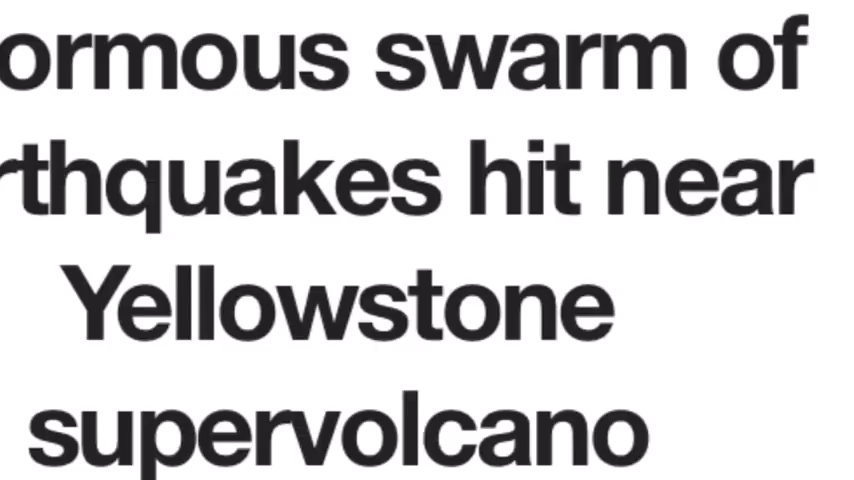 ormous swarm of
rthquakes hit near
Yellowstone
supervolcano